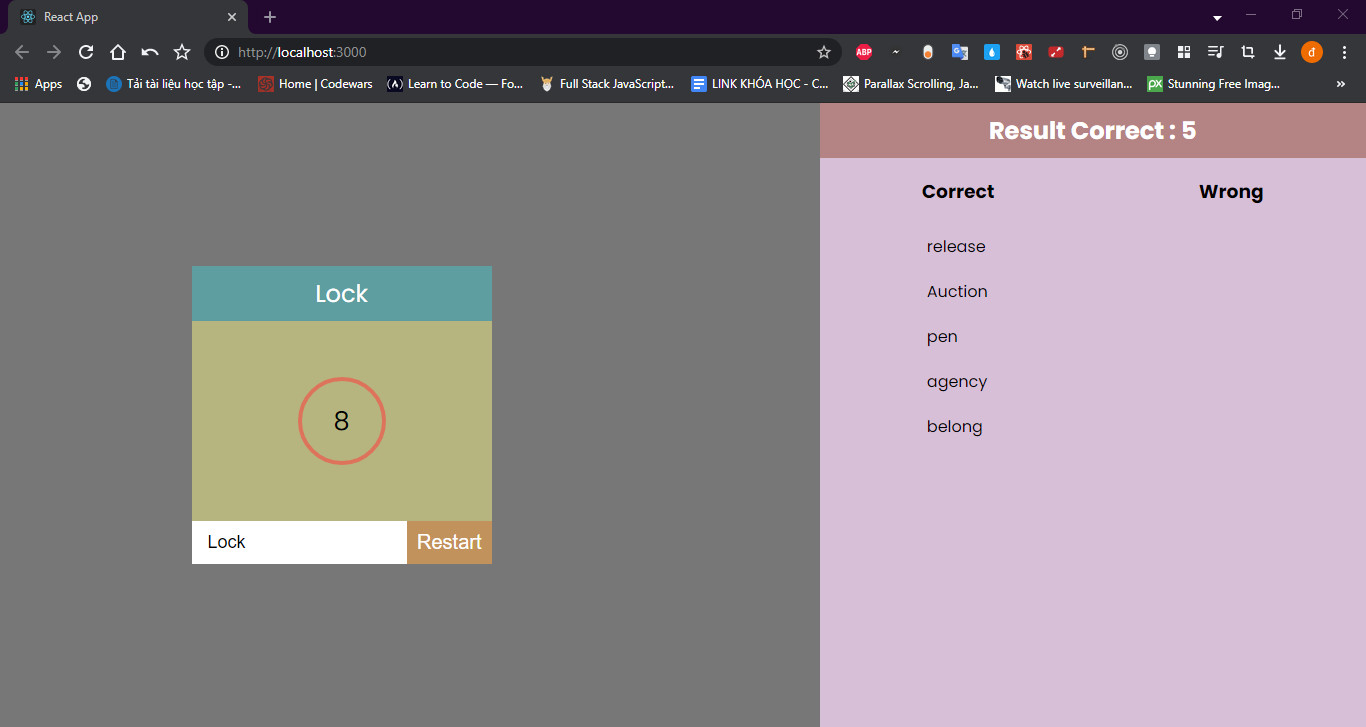 React App
http://localhost:3000
ABP
đ
Apps
Tải tài liệu học tập -...
Home | Codewars
Learn to Code — Fo...
Full Stack JavaScript...
LINK KHÓA HỌC - C...
Parallax Scrolling, Ja...
Watch live surveillan...
px
Stunning Free Imag...
Lock
8
Lock
Restart
Result Correct : 5
Correct Wrong
release
Auction
pen
agency
belong